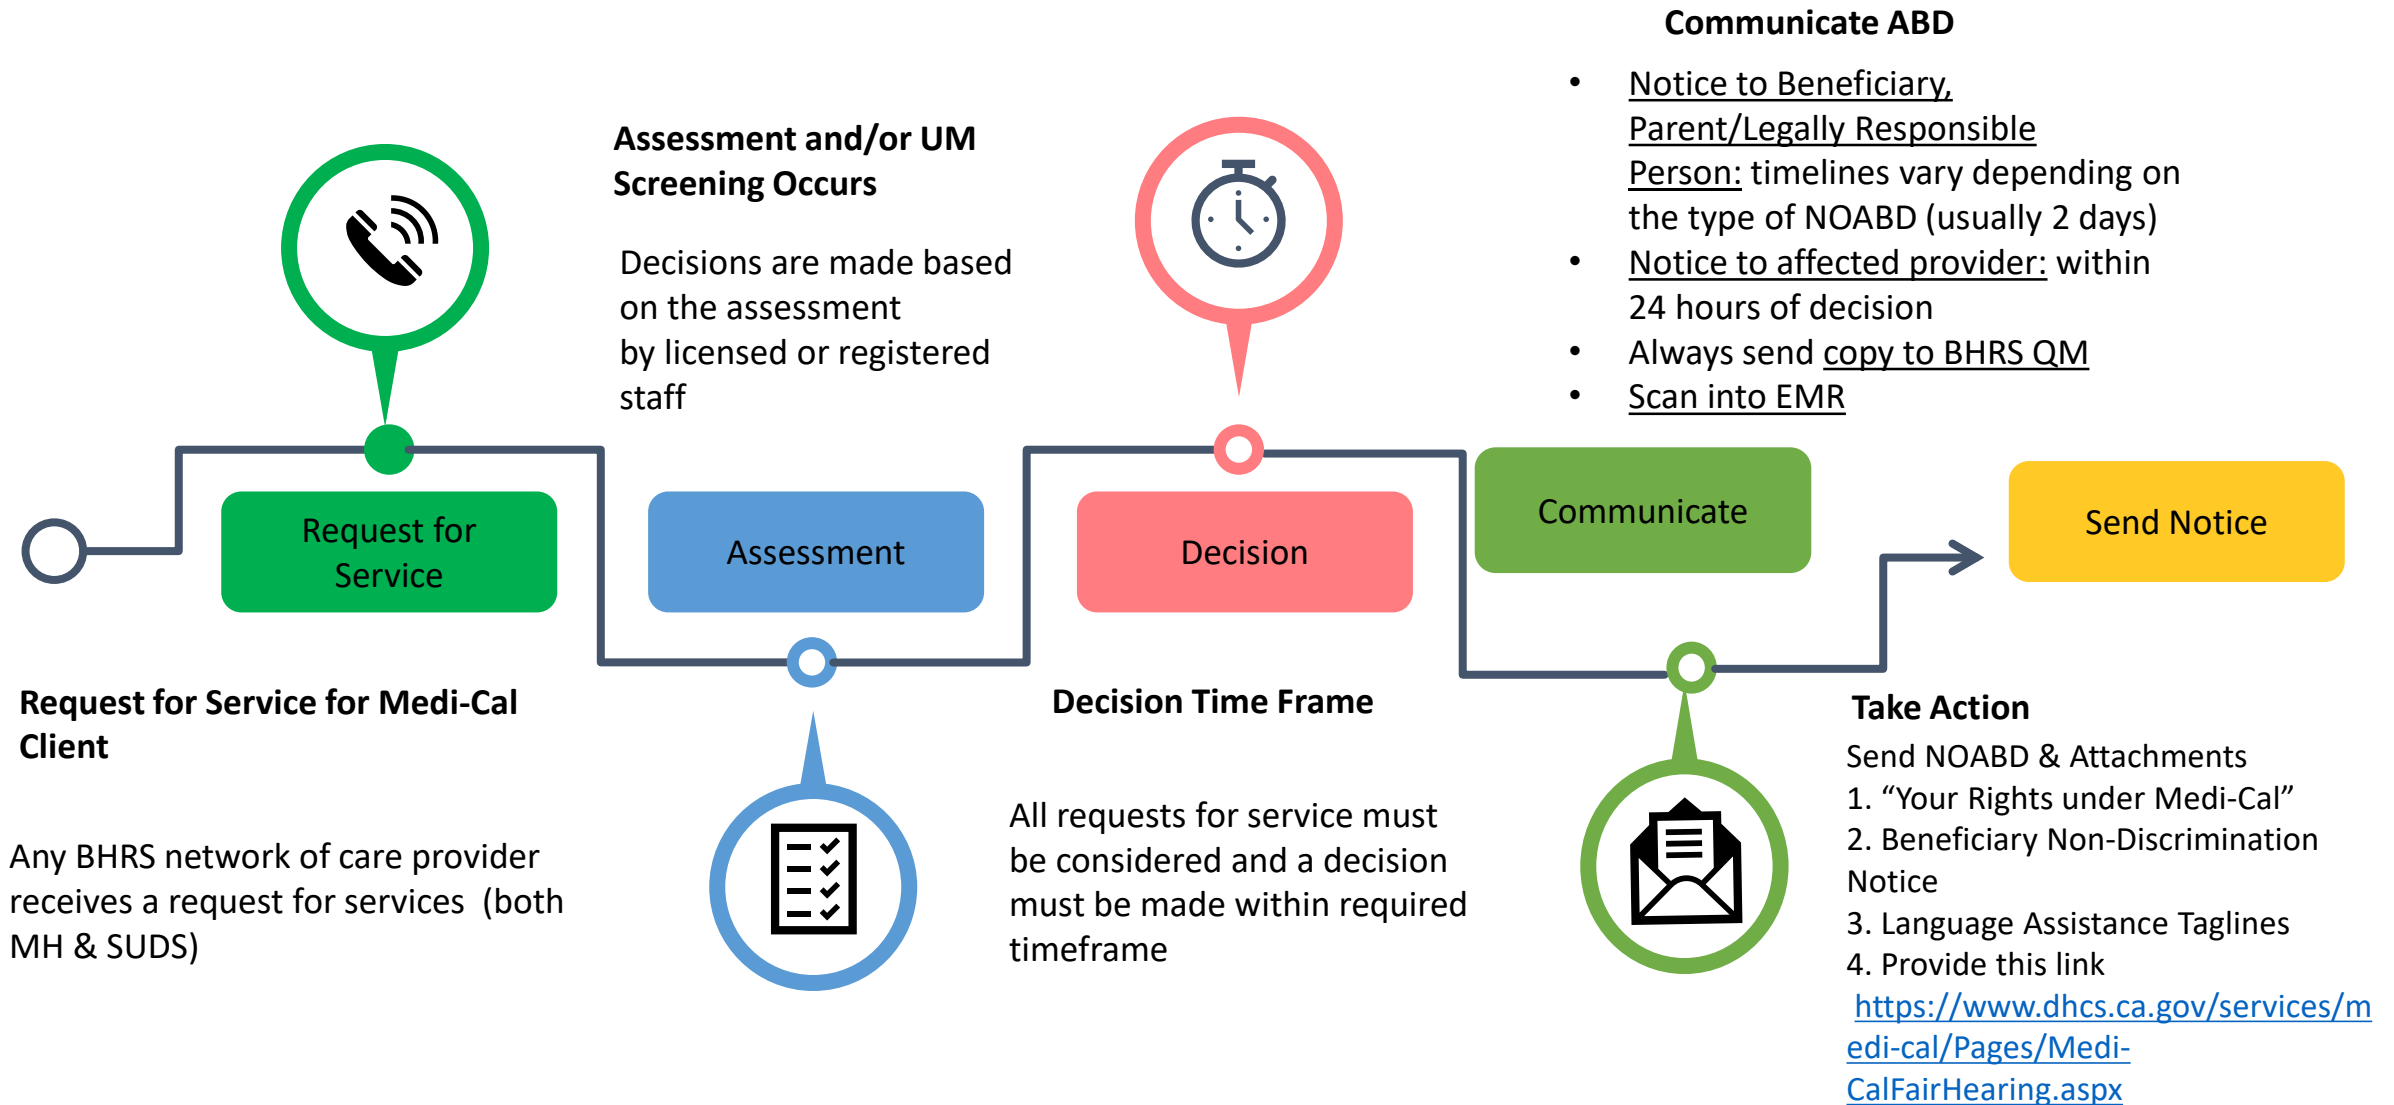 Communicate ABD
• Notice to Beneficiary,
Parent/Legally Responsible
Person: timelines vary depending on
the type of NOABD (usually 2 days)
• Notice to affected provider: within
24 hours of decision
• Always send copy to BHRS QM
• Scan into EMR
Assessment and/or UM
Screening Occurs
Decisions are made based
on the assessment
by licensed or registered
staff
Request for
Service
Assessment
Decision
Communicate
Send Notice
Request for Service for Medi-Cal
Client
Any BHRS network of care provider
receives a request for services (both
MH & SUDS)
Decision Time Frame
All requests for service must
be considered and a decision
must be made within required
timeframe
Take Action
Send NOABD & Attachments
1. “Your Rights under Medi-Cal”
2. Beneficiary Non-Discrimination
Notice
3. Language Assistance Taglines
4. Provide this link
https://www.dhcs.ca.gov/services/m
edi-cal/Pages/Medi-
CalFairHearing.aspx